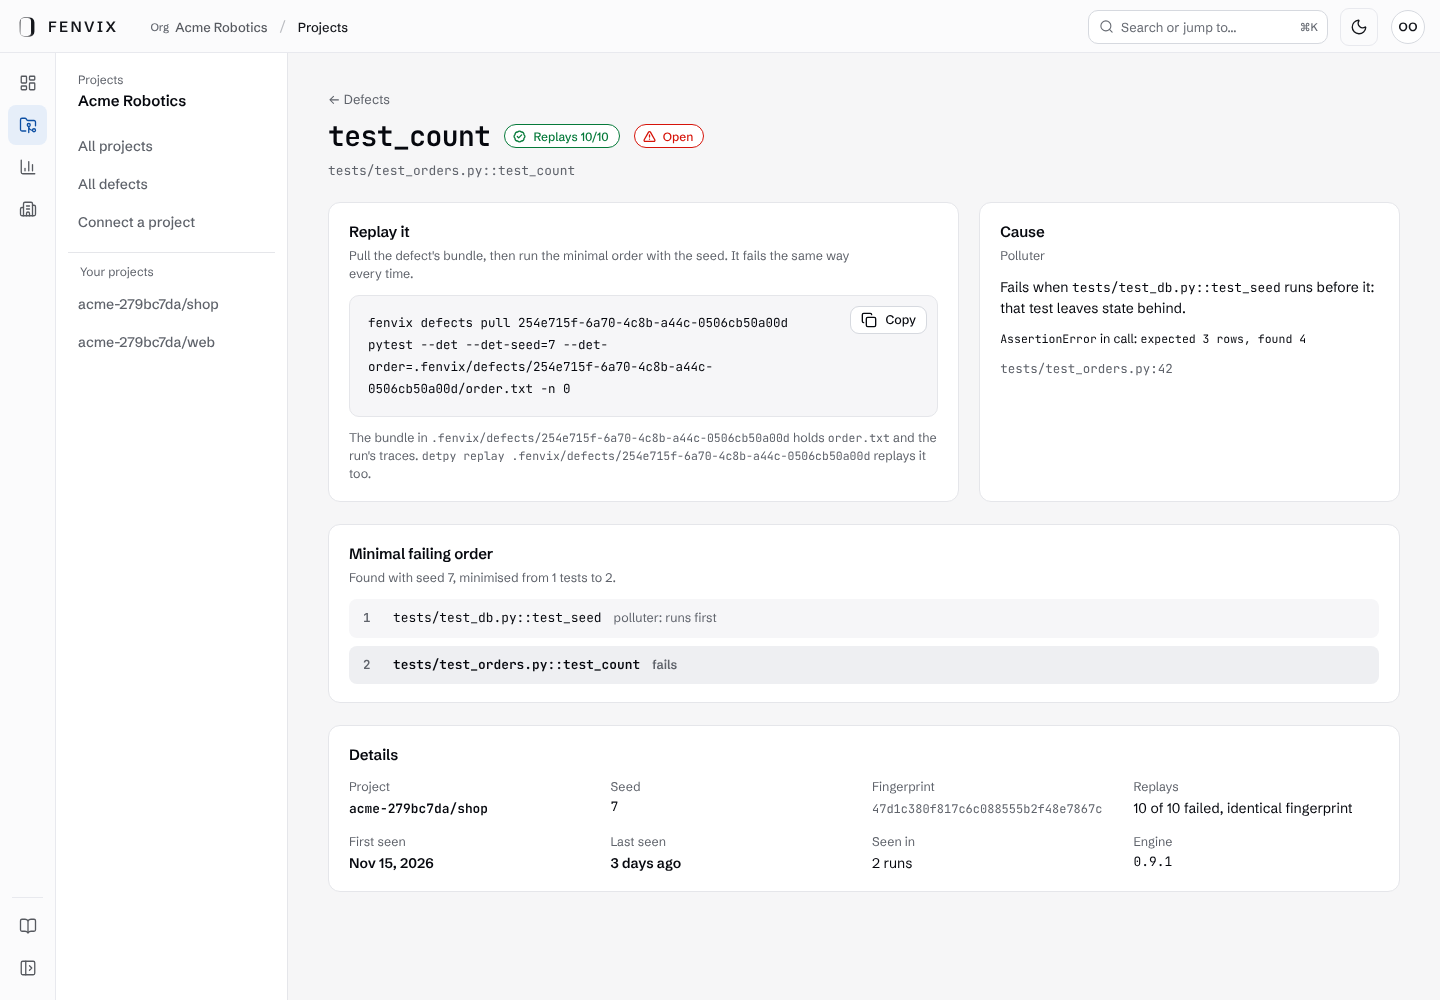 FENVIX
Org Acme Robotics / Projects
Search or jump to... ⌘K
OO
Projects
Acme Robotics
All projects
All defects
Connect a project
Your projects
acme-279bc7da/shop
acme-279bc7da/web
← Defects
test_count Replays 10/10 Open
tests/test_orders.py::test_count
Replay it
Pull the defect's bundle, then run the minimal order with the seed. It fails the same way
every time.
Copy
fenvix defects pull 254e715f-6a70-4c8b-a44c-0506cb50a00d
pytest --det --det-seed=7 --det-
order=.fenvix/defects/254e715f-6a70-4c8b-a44c-
0506cb50a00d/order.txt -n 0
The bundle in .fenvix/defects/254e715f-6a70-4c8b-a44c-0506cb50a00d holds order.txt and the
run's traces. detpy replay .fenvix/defects/254e715f-6a70-4c8b-a44c-0506cb50a00d replays it
too.
Cause
Polluter
Fails when tests/test_db.py::test_seed runs before it:
that test leaves state behind.
AssertionError in call: expected 3 rows, found 4
tests/test_orders.py:42
Minimal failing order
Found with seed 7, minimised from 1 tests to 2.
1 tests/test_db.py::test_seed polluter: runs first
2 tests/test_orders.py::test_count fails
Details
Project
acme-279bc7da/shop
Seed
7
Fingerprint
47d1c380f817c6c088555b2f48e7867c
Replays
10 of 10 failed, identical fingerprint
First seen
Nov 15, 2026
Last seen
3 days ago
Seen in
2 runs
Engine
0.9.1